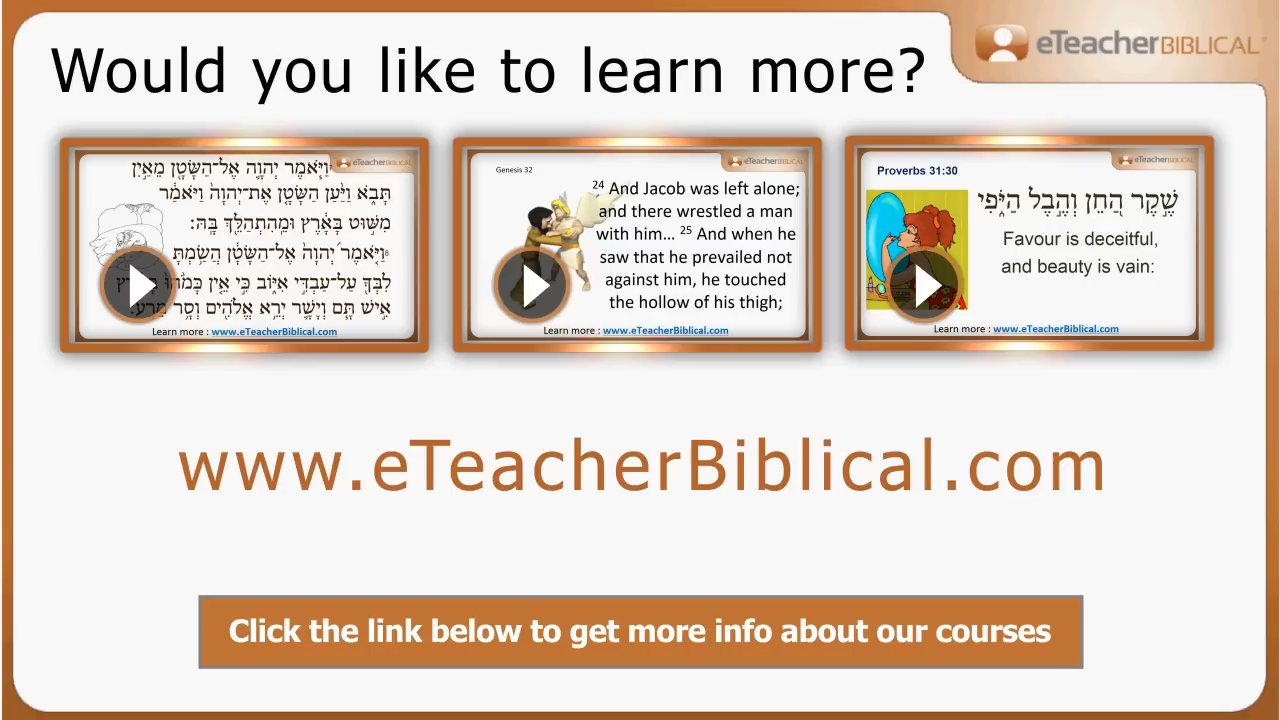 Would you like to learn more?
eTeacherBIBLICAL
eTeacherBIBLICAL
וַיֹּ֧אמֶר יְהוָ֛ה אֶל־הַשָּׂטָ֖ן מֵאַ֣יִן
תָּבֹ֑א וַיַּ֨עַן הַשָּׂטָ֤ן אֶת־יְהוָה֙ וַיֹּאמַ֔ר
מִשּׁ֣וּט בָּאָ֔רֶץ וּמֵֽהִתְהַלֵּ֖ךְ בָּֽהּ׃
8וַיֹּ֤אמֶר יְהוָה֙ אֶל־הַשָּׂטָ֔ן הֲשַׂ֥מְתָּ
לִבְּךָ֖ עַל־עַבְדִּ֣י אִיּ֑וֹב כִּ֣י אֵ֤ין
אִ֣ישׁ תָּ֧ם וְיָשָׁ֛ר יְרֵ֥א אֱלֹהִ֖ים וְסָ֥ר מֵרָֽע׃
Learn more : www.eTeacherBiblical.com
eTeacherBIBLICAL
Genesis 32
24 And Jacob was left alone;
and there wrestled a man
with him... 25 And when he
saw that he prevailed not
against him, he touched
the hollow of his thigh;
Learn more : www.eTeacherBiblical.com
eTeacherBIBLICAL
Proverbs 31:30
שֶׁ֣קֶר הַ֭חֵן וְהֶ֣בֶל הַיֹּ֑פִי
Favour is deceitful,
and beauty is vain:
Learn more : www.eTeacherBiblical.com
www.eTeacherBiblical.com
Click the link below to get more info about our courses